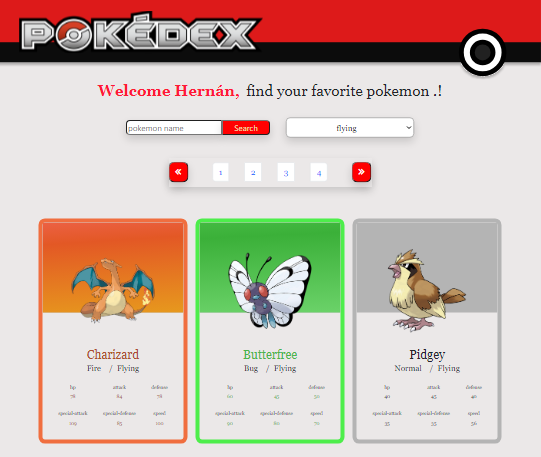 POKÉDEX
Welcome Hernán, find your favorite pokemon .!
pokemon name Search flying
« 1 2 3 4 »
Charizard
Fire / Flying
hp attack defense
78 84 78
special-attack special-defense speed
109 85 100
Butterfree
Bug / Flying
hp attack defense
45 50
special-attack special-defense speed
90 80 70
Pidgey
Normal / Flying
hp attack defense
40 45 40
special-attack special-defense speed
35 35 56